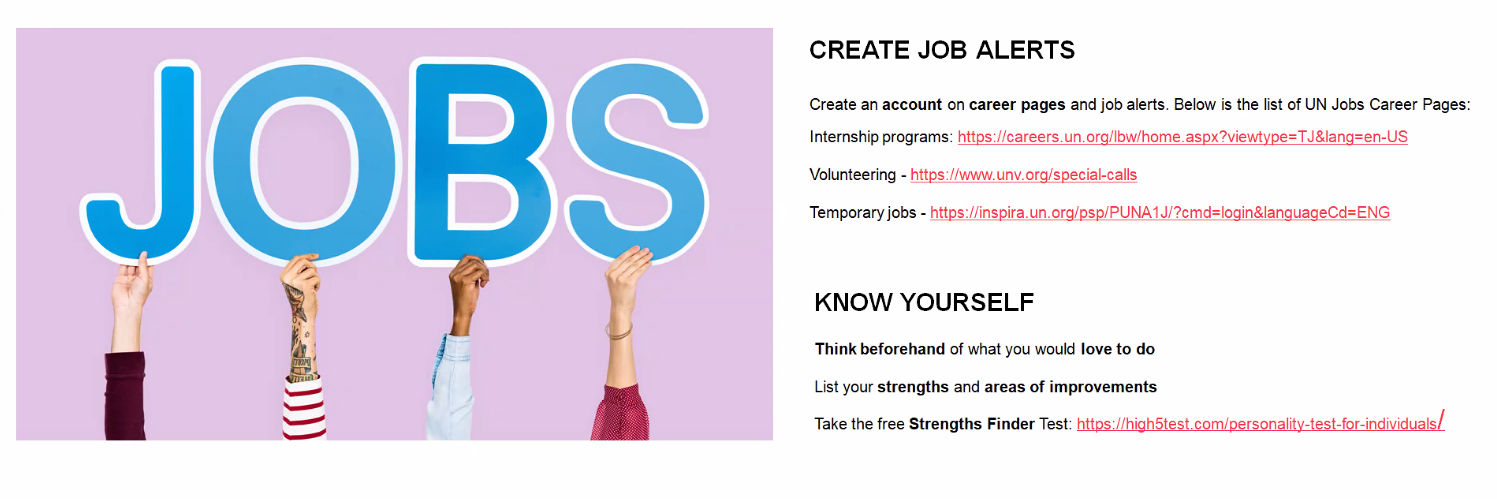 JOBS
CREATE JOB ALERTS
Create an account on career pages and job alerts. Below is the list of UN Jobs Career Pages:
Internship programs: https://careers.un.org/lbw/home.aspx?viewtype=TJ&lang=en-US
Volunteering - https://www.unv.org/special-calls
Temporary jobs - https://inspira.un.org/psp/PUNA1J/?cmd=login&languageCd=ENG
KNOW YOURSELF
Think beforehand of what you would love to do
List your strengths and areas of improvements
Take the free Strengths Finder Test: https://high5test.com/personality-test-for-individuals/